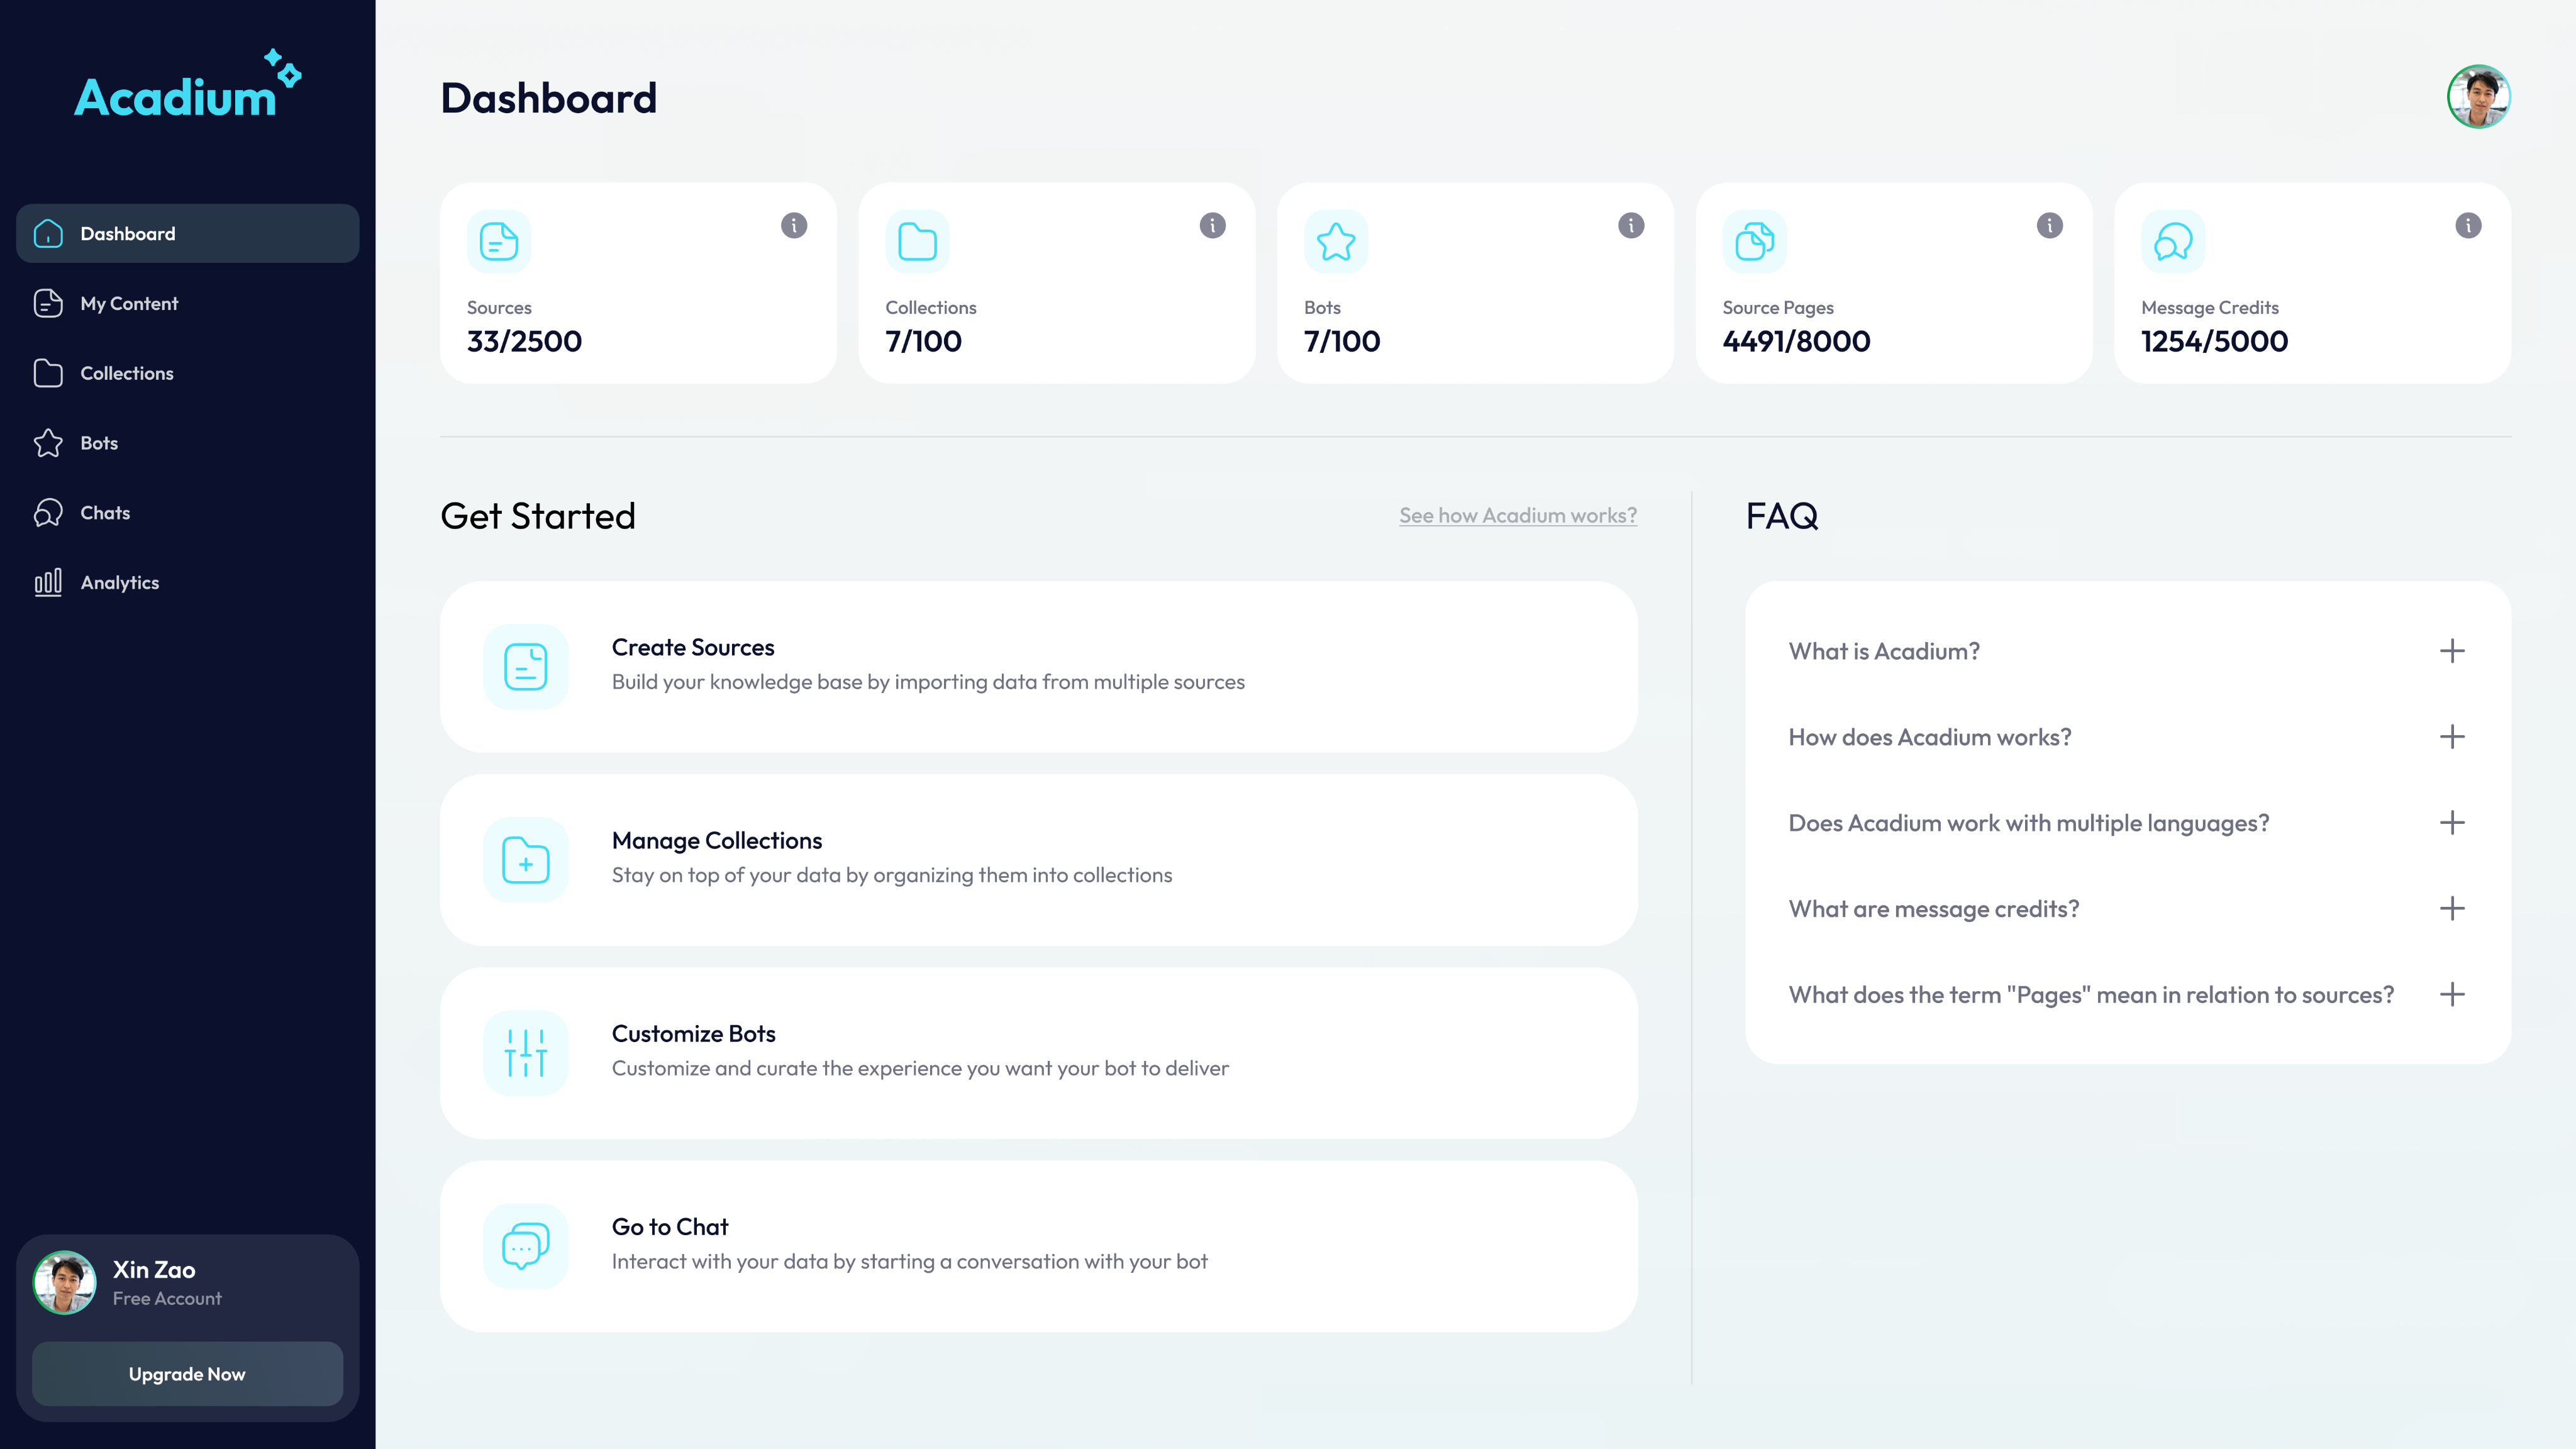 Acadium
Dashboard
My Content
Collections
Bots
Chats
Analytics
Xin Zao
Free Account
Upgrade Now
Dashboard
Sources
33/2500
Collections
7/100
Bots
7/100
Source Pages
4491/8000
Message Credits
1254/5000
Get Started
See how Acadium works?
Create Sources
Build your knowledge base by importing data from multiple sources
Manage Collections
Stay on top of your data by organizing them into collections
Customize Bots
Customize and curate the experience you want your bot to deliver
Go to Chat
Interact with your data by starting a conversation with your bot
FAQ
What is Acadium?
How does Acadium works?
Does Acadium work with multiple languages?
What are message credits?
What does the term "Pages" mean in relation to sources?